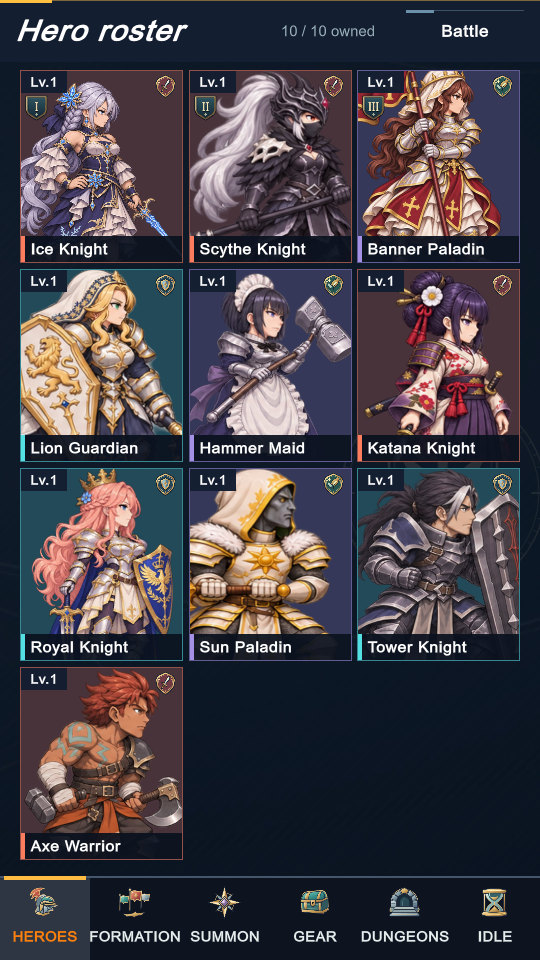 Hero roster
10 / 10 owned
Battle
Lv.1
I
Ice Knight
Lv.1
II
Scythe Knight
Lv.1
III
Banner Paladin
Lv.1
Lion Guardian
Lv.1
Hammer Maid
Lv.1
Katana Knight
Lv.1
Royal Knight
Lv.1
Sun Paladin
Lv.1
Tower Knight
Lv.1
Axe Warrior
HEROES
FORMATION
SUMMON
GEAR
DUNGEONS
IDLE